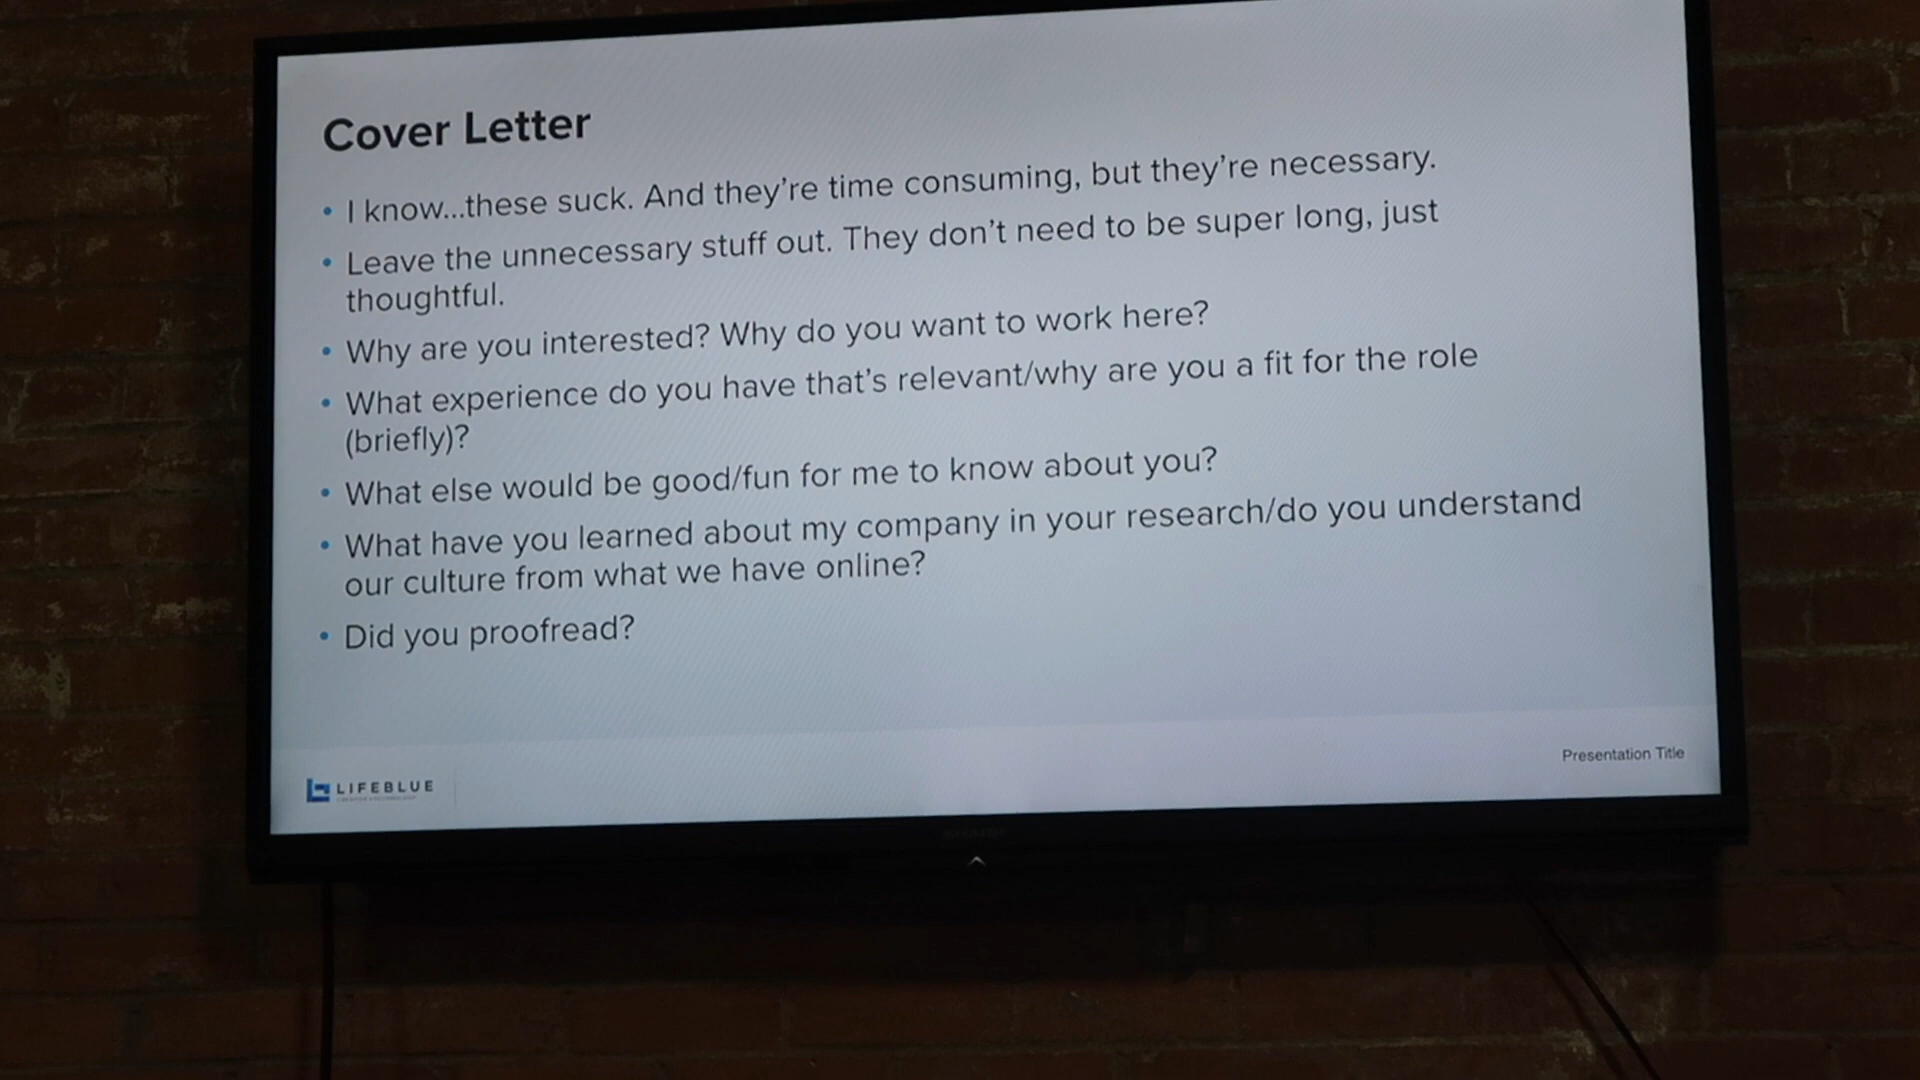 Cover Letter
• I know...these suck. And they're time consuming, but they're necessary.
• Leave the unnecessary stuff out. They don't need to be super long, just
thoughtful.
• Why are you interested? Why do you want to work here?
• What experience do you have that's relevant/why are you a fit for the role
(briefly)?
• What else would be good/fun for me to know about you?
• What have you learned about my company in your research/do you understand
our culture from what we have online?
• Did you proofread?
Presentation Title
LIFEBLUE